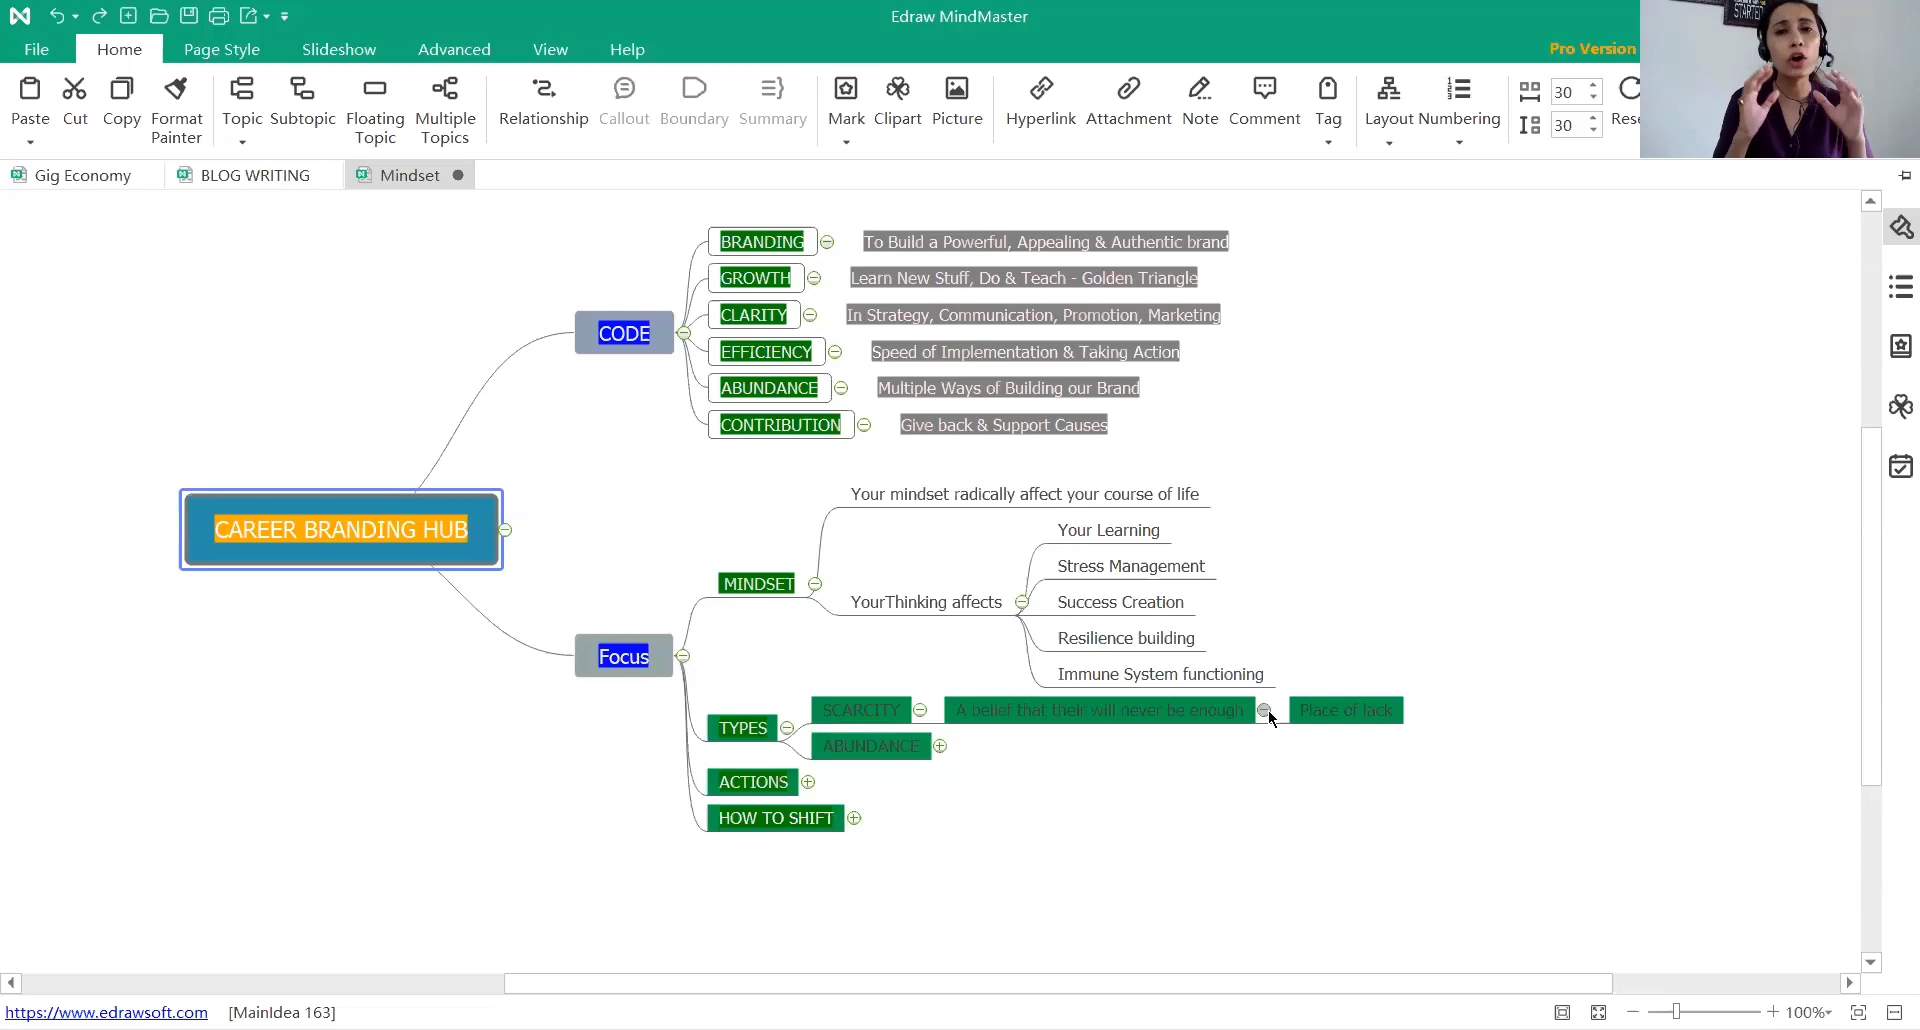 Edraw MindMaster
File Home Page Style Slideshow Advanced View Help Pro Version
Paste Cut Copy Format Painter Topic Subtopic Floating Topic Multiple Topics Relationship Callout Boundary Summary Mark Clipart Picture Hyperlink Attachment Note Comment Tag Layout Numbering 30 30 Rese
STARTED
Gig Economy BLOG WRITING Mindset
BRANDING To Build a Powerful, Appealing & Authentic brand
GROWTH Learn New Stuff, Do & Teach - Golden Triangle
CLARITY In Strategy, Communication, Promotion, Marketing
CODE
EFFICIENCY Speed of Implementation & Taking Action
ABUNDANCE Multiple Ways of Building our Brand
CONTRIBUTION Give back & Support Causes
Your mindset radically affect your course of life
CAREER BRANDING HUB
Your Learning
Stress Management
MINDSET
YourThinking affects
Success Creation
Resilience building
Focus
Immune System functioning
SCARCITY A belief that their will never be enough Place of lack
TYPES
ABUNDANCE
ACTIONS
HOW TO SHIFT
https://www.edrawsoft.com [MainIdea 163] 100%